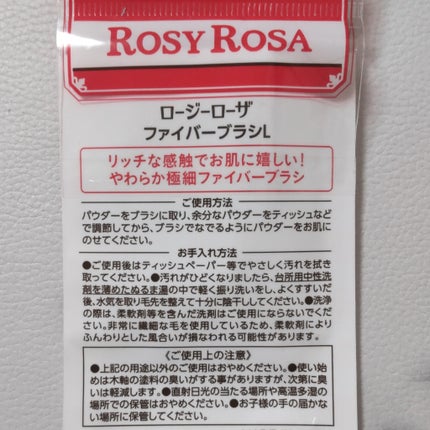 ROSY ROSA
ロージーローザ
ファイバーブラシL
リッチな感触でお肌に嬉しい!
やわらか極細ファイバーブラシ
ご使用方法
パウダーをブラシに取り、余分なパウダーをティッシュなど
で調節してから、ブラシでなでるようにパウダーをお肌に
のせてください。
お手入れ方法
●ご使用後はティッシュペーパー等でやさしく汚れを拭き
取ってください。●汚れがひどくなりましたら、台所用中性洗
剤を薄めたぬるま湯の中で軽く振り洗いをし、よくすすいだ
後、水気を取り毛先を整えて十分に陰干ししてください。●洗浄
の際は、柔軟剤等を含んだ洗剤はご使用にならないでくださ
い。非常に繊細な毛を使用しているため、柔軟剤により
ふんわりとした風合いが損なわれる可能性があります。
《ご使用上の注意》
●上記の用途以外のご使用はおやめください。●使い始
めは木軸の塗料の臭いがする事がありますが、次第に臭
いは軽減します。●直射日光の当たる場所や高温多湿の
場所での保管はおやめください。●お子様の手の届かな
い場所に保管してください。